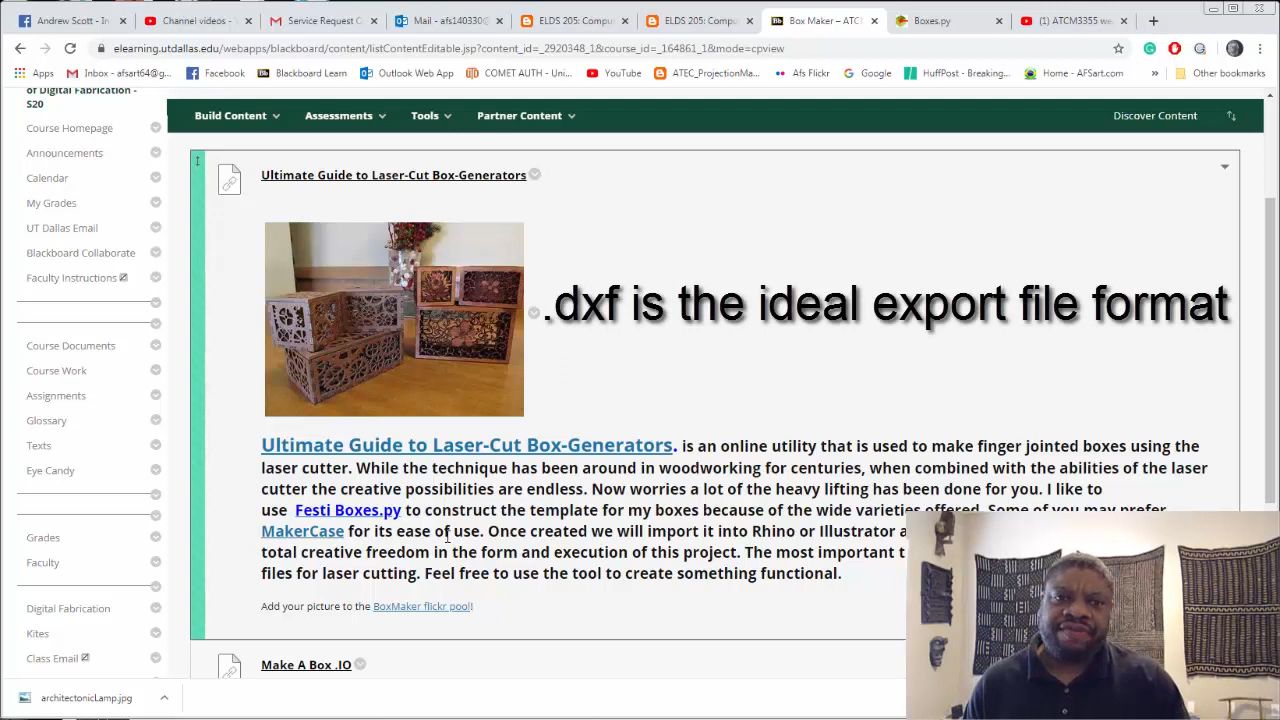 Andrew Scott - In
Channel videos -
Service Request C
Mail - afs140330@
ELDS 205: Compu
ELDS 205: Compu
Box Maker – ATC
Boxes.py
(1) ATCM3355 we
elearning.utdallas.edu/webapps/blackboard/content/listContentEditable.jsp?content_id=_2920348_1&course_id=_164861_1&mode=cpview
Apps
Inbox - afsart64@g...
Facebook
Blackboard Learn
Outlook Web App
COMET AUTH - Uni...
YouTube
ATEC_ProjectionMa...
Afs Flickr
Google
HuffPost - Breaking...
Home - AFSart.com
»
Other bookmarks
of Digital Fabrication -
S20
Course Homepage
Announcements
Calendar
My Grades
UT Dallas Email
Blackboard Collaborate
Faculty Instructions
Course Documents
Course Work
Assignments
Glossary
Texts
Eye Candy
Grades
Faculty
Digital Fabrication
Kites
Class Email
Build Content
Assessments
Tools
Partner Content
Discover Content
Ultimate Guide to Laser-Cut Box-Generators
.dxf is the ideal export file format
Ultimate Guide to Laser-Cut Box-Generators. is an online utility that is used to make finger jointed boxes using the
laser cutter. While the technique has been around in woodworking for centuries, when combined with the abilities of the laser
cutter the creative possibilities are endless. Now worries a lot of the heavy lifting has been done for you. I like to
use Festi Boxes.py to construct the template for my boxes because of the wide varieties offered. Some of you may prefer
MakerCase for its ease of use. Once created we will import it into Rhino or Illustrator
total creative freedom in the form and execution of this project. The most important
files for laser cutting. Feel free to use the tool to create something functional.
Add your picture to the BoxMaker flickr pool!
Make A Box .IO
architectonicLamp.jpg